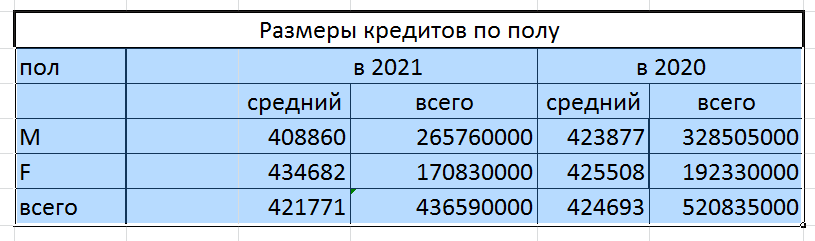 Размеры кредитов по полу
пол в 2021 в 2020
средний всего средний всего
M 408860 265760000 423877 328505000
F 434682 170830000 425508 192330000
всего 421771 436590000 424693 520835000